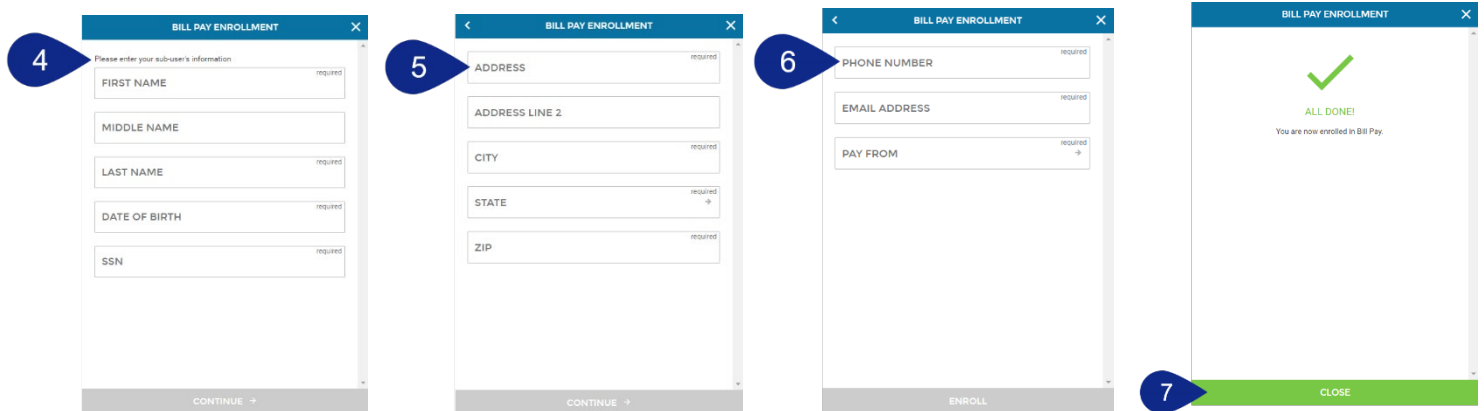 BILL PAY ENROLLMENT
4
Please enter your sub-user's information
required
FIRST NAME
MIDDLE NAME
required
LAST NAME
required
DATE OF BIRTH
required
SSN
CONTINUE →
BILL PAY ENROLLMENT
5
required
ADDRESS
ADDRESS LINE 2
required
CITY
required
STATE
required
ZIP
CONTINUE →
BILL PAY ENROLLMENT
6
required
PHONE NUMBER
required
EMAIL ADDRESS
required
PAY FROM
ENROLL
BILL PAY ENROLLMENT
ALL DONE!
You are now enrolled in Bill Pay.
7
CLOSE